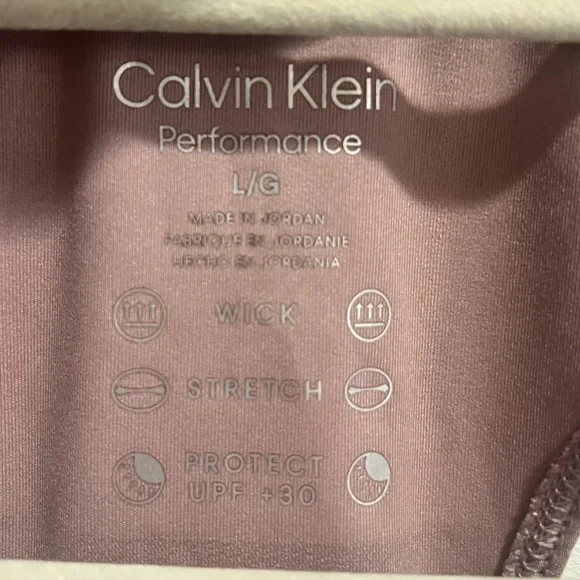 Calvin Klein
Performance
L/G
MADE IN JORDAN
FABRIQUE EN JORDANIE
HECHO EN JORDANIA
WICK
STRETCH
PROTECT
UPF +30